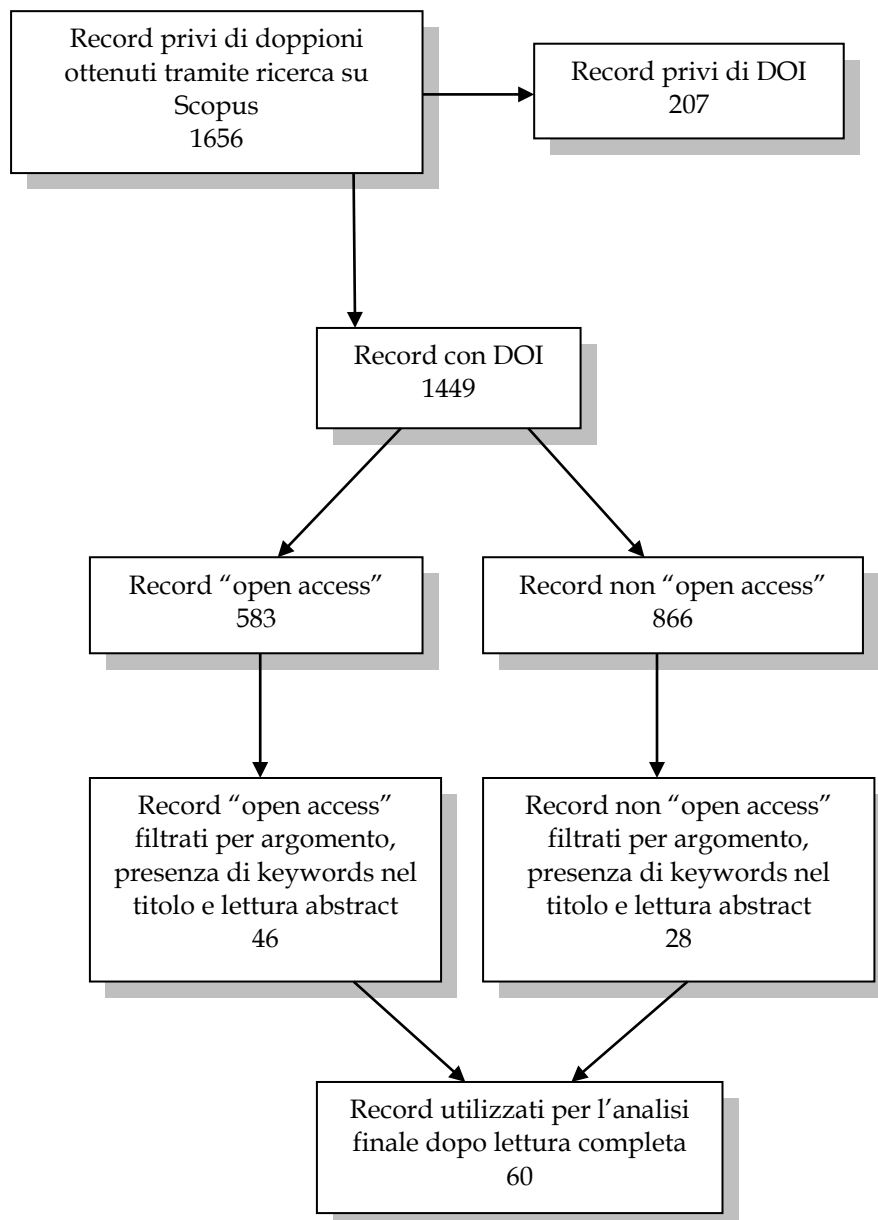 Record privi di doppioni
ottenuti tramite ricerca su
Scopus
1656
Record privi di DOI
207
Record con DOI
1449
Record “open access”
583
Record non “open access”
866
Record “open access”
filtrati per argomento,
presenza di keywords nel
titolo e lettura abstract
46
Record non “open access”
filtrati per argomento,
presenza di keywords nel
titolo e lettura abstract
28
Record utilizzati per l’analisi
finale dopo lettura completa
60